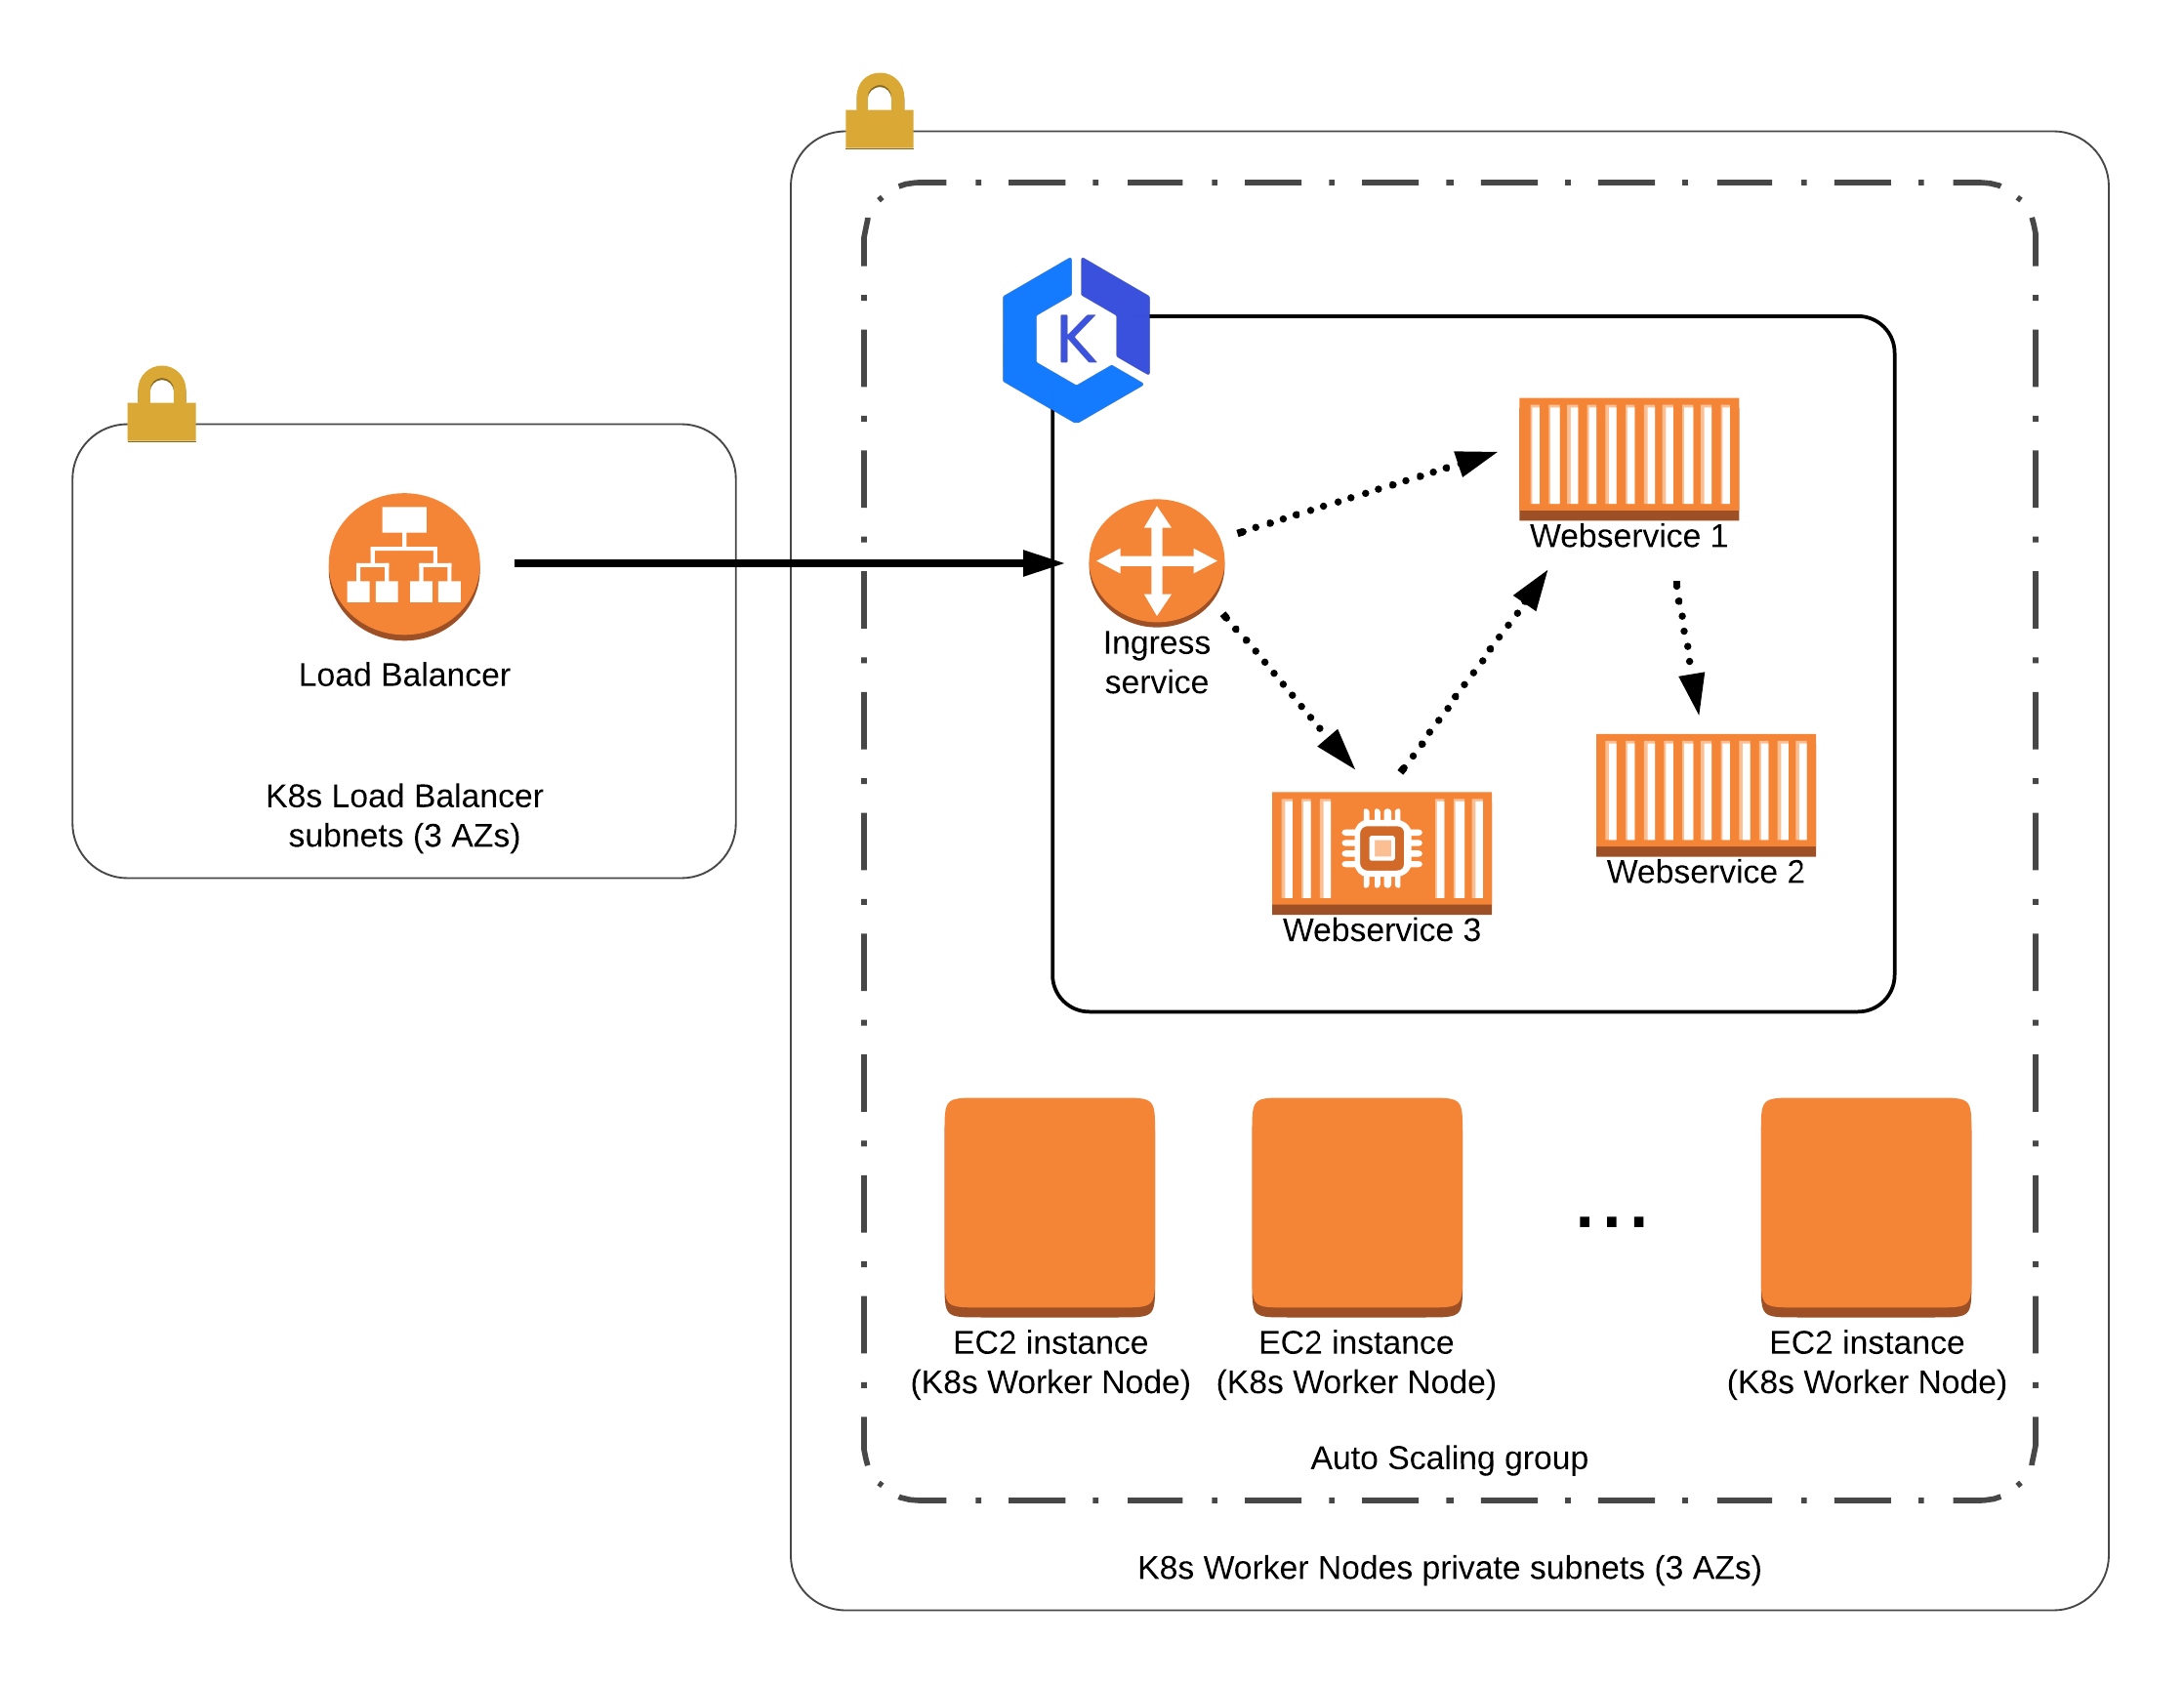 K
Load Balancer
K8s Load Balancer
subnets (3 AZs)
Ingress
service
Webservice 1
Webservice 2
Webservice 3
EC2 instance
(K8s Worker Node)
EC2 instance
(K8s Worker Node)
...
EC2 instance
(K8s Worker Node)
Auto Scaling group
K8s Worker Nodes private subnets (3 AZs)